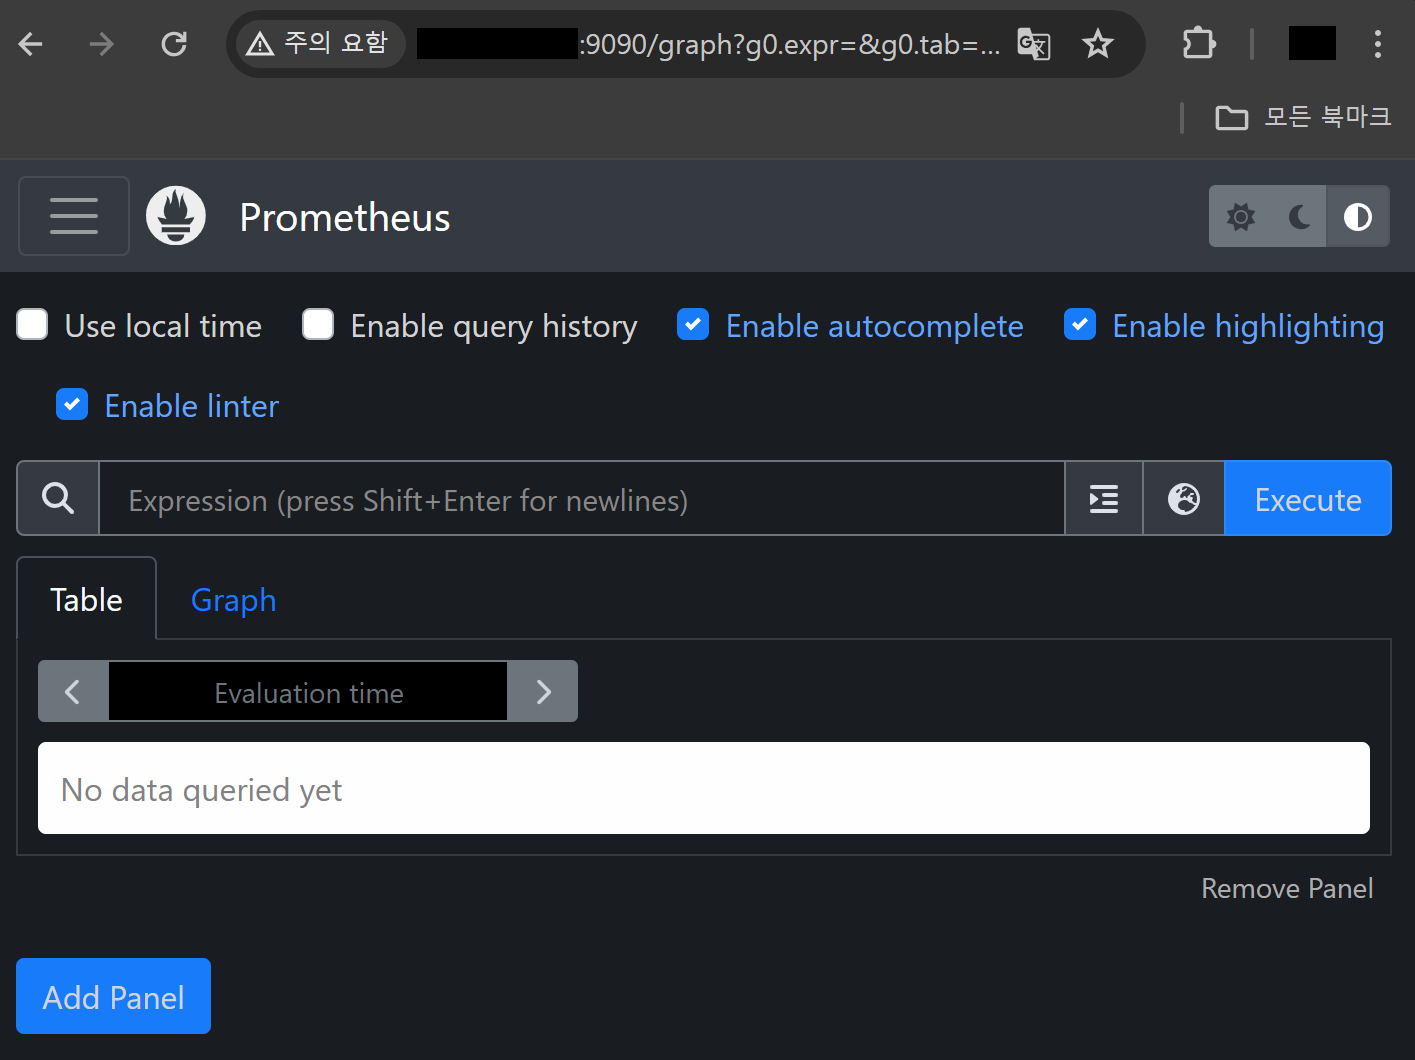 주의 요함 :9090/graph?g0.expr=&g0.tab=...
모든 북마크
Prometheus
Use local time Enable query history Enable autocomplete Enable highlighting
Enable linter
Expression (press Shift+Enter for newlines) Execute
Table Graph
Evaluation time
No data queried yet
Remove Panel
Add Panel